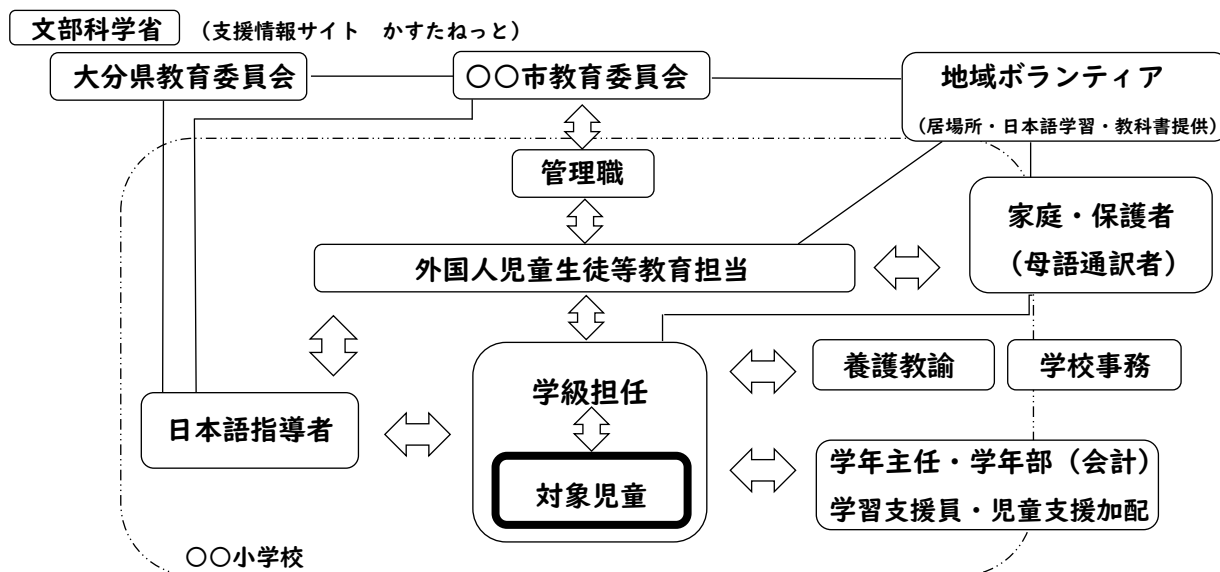 文部科学省 （支援情報サイト　かすたねっと）
大分県教育委員会
〇〇市教育委員会
地域ボランティア
（居場所・日本語学習・教科書提供）
管理職
家庭・保護者
（母語通訳者）
外国人児童生徒等教育担当
養護教諭
学校事務
学級担任
日本語指導者
対象児童
学年主任・学年部（会計）
学習支援員・児童支援加配
〇〇小学校